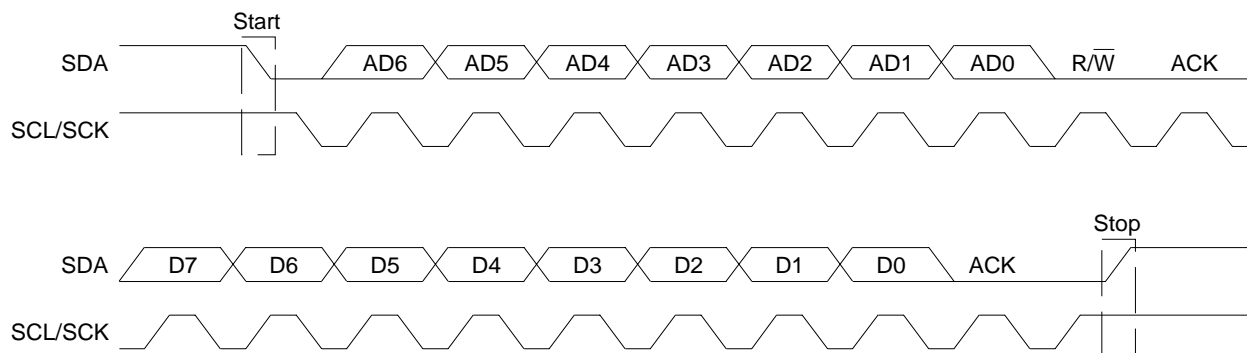 Start
SDA AD6 AD5 AD4 AD3 AD2 AD1 AD0 R/W̅ ACK
SCL/SCK
Stop
SDA D7 D6 D5 D4 D3 D2 D1 D0 ACK
SCL/SCK